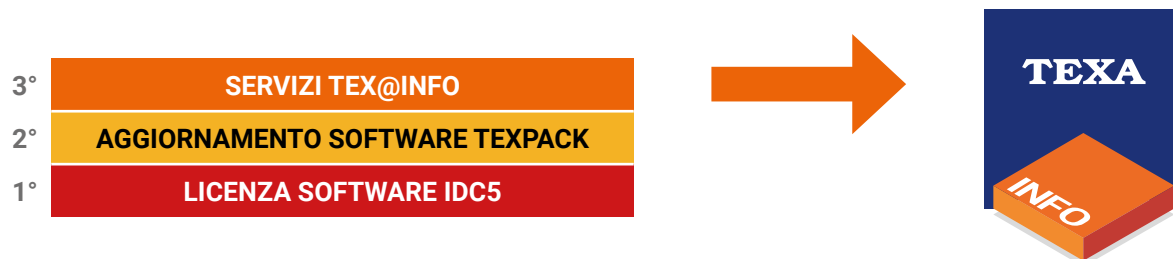 3° SERVIZI TEX@INFO
2° AGGIORNAMENTO SOFTWARE TEXPACK
1° LICENZA SOFTWARE IDC5
TEXA
INFO